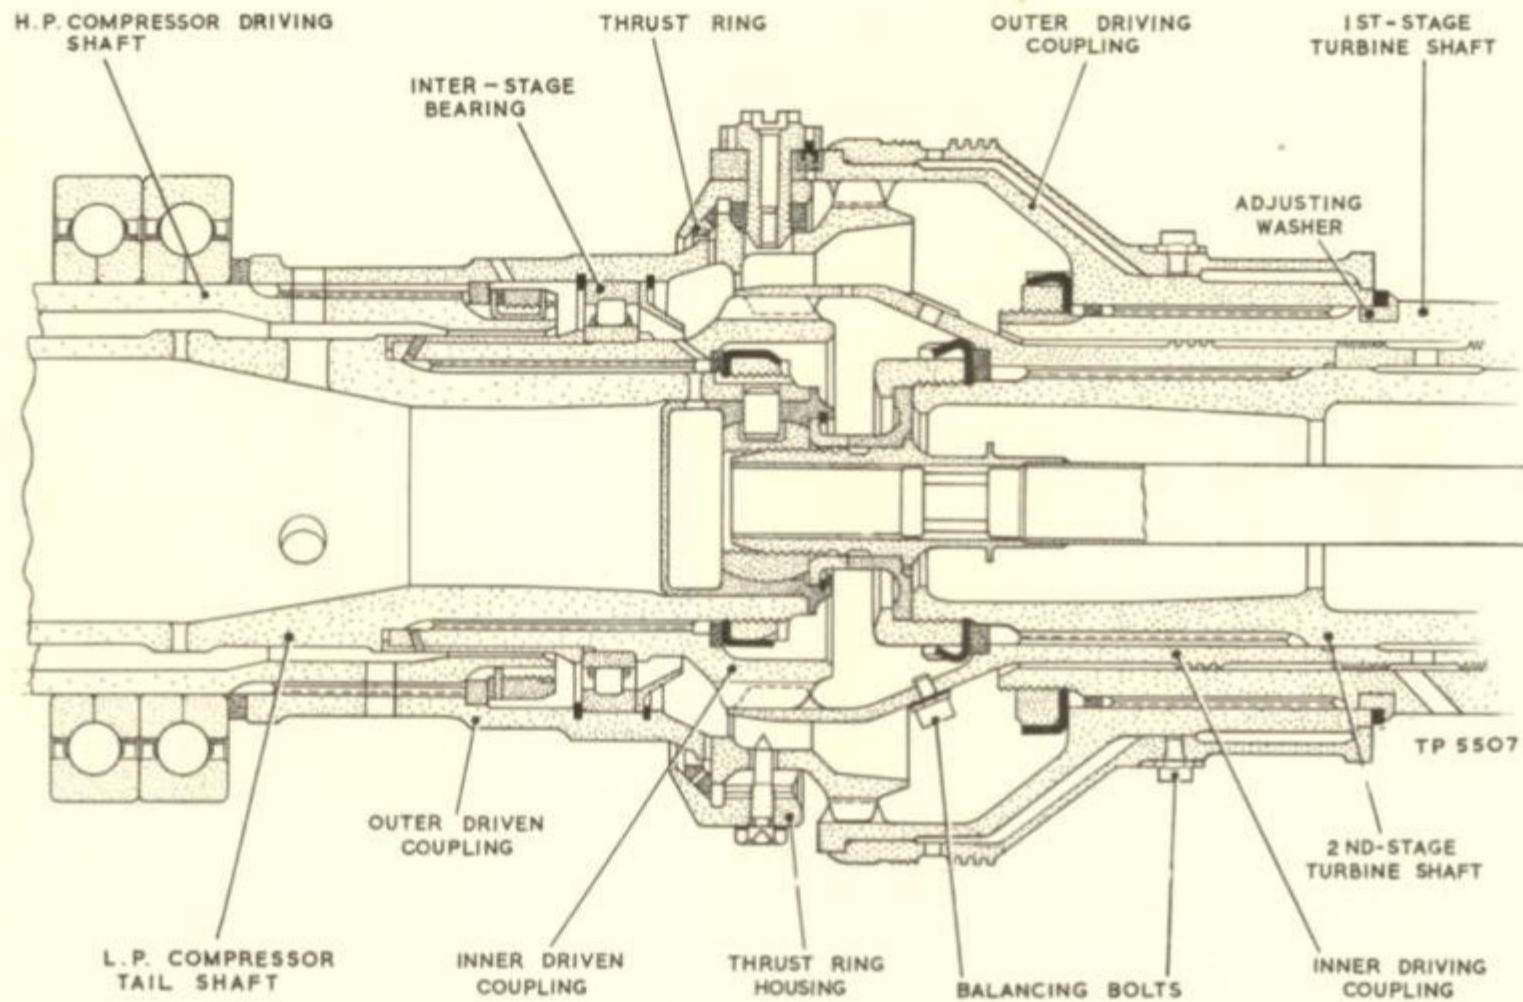 H.P. COMPRESSOR DRIVING
SHAFT
THRUST RING
OUTER DRIVING
COUPLING
1ST-STAGE
TURBINE SHAFT
INTER-STAGE
BEARING
ADJUSTING
WASHER
TP 5507
OUTER DRIVEN
COUPLING
2ND-STAGE
TURBINE SHAFT
L.P. COMPRESSOR
TAIL SHAFT
INNER DRIVEN
COUPLING
THRUST RING
HOUSING
BALANCING BOLTS
INNER DRIVING
COUPLING